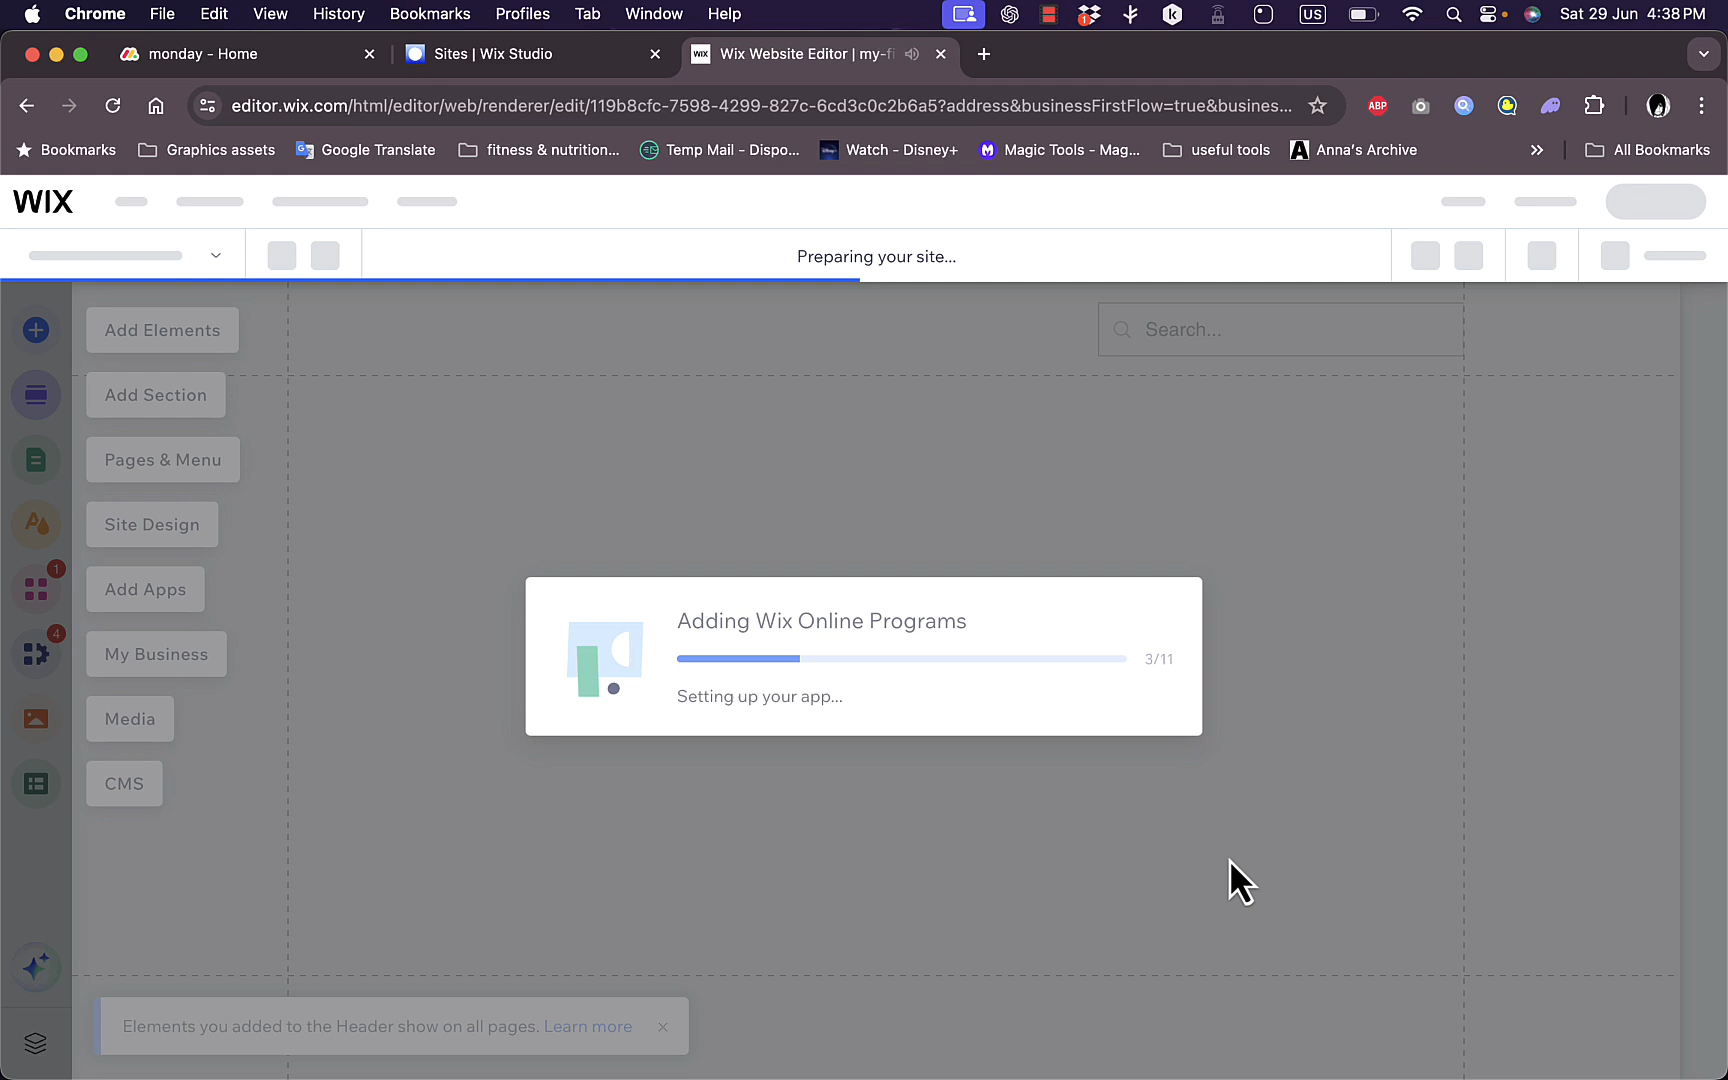 Chrome File Edit View History Bookmarks Profiles Tab Window Help
1
US
Sat 29 Jun 4:38 PM
monday - Home
Sites | Wix Studio
WIX
Wix Website Editor | my-fi
editor.wix.com/html/editor/web/renderer/edit/119b8cfc-7598-4299-827c-6cd3c0c2b6a5?address&businessFirstFlow=true&busines...
ABP
Bookmarks
Graphics assets
Google Translate
fitness & nutrition...
Temp Mail - Dispo...
Watch - Disney+
Magic Tools - Mag...
useful tools
Anna's Archive
All Bookmarks
WIX
Preparing your site...
Add Elements
Search...
Add Section
Pages & Menu
Site Design
1
Add Apps
4
My Business
Media
CMS
Adding Wix Online Programs
3/11
Setting up your app...
Elements you added to the Header show on all pages. Learn more